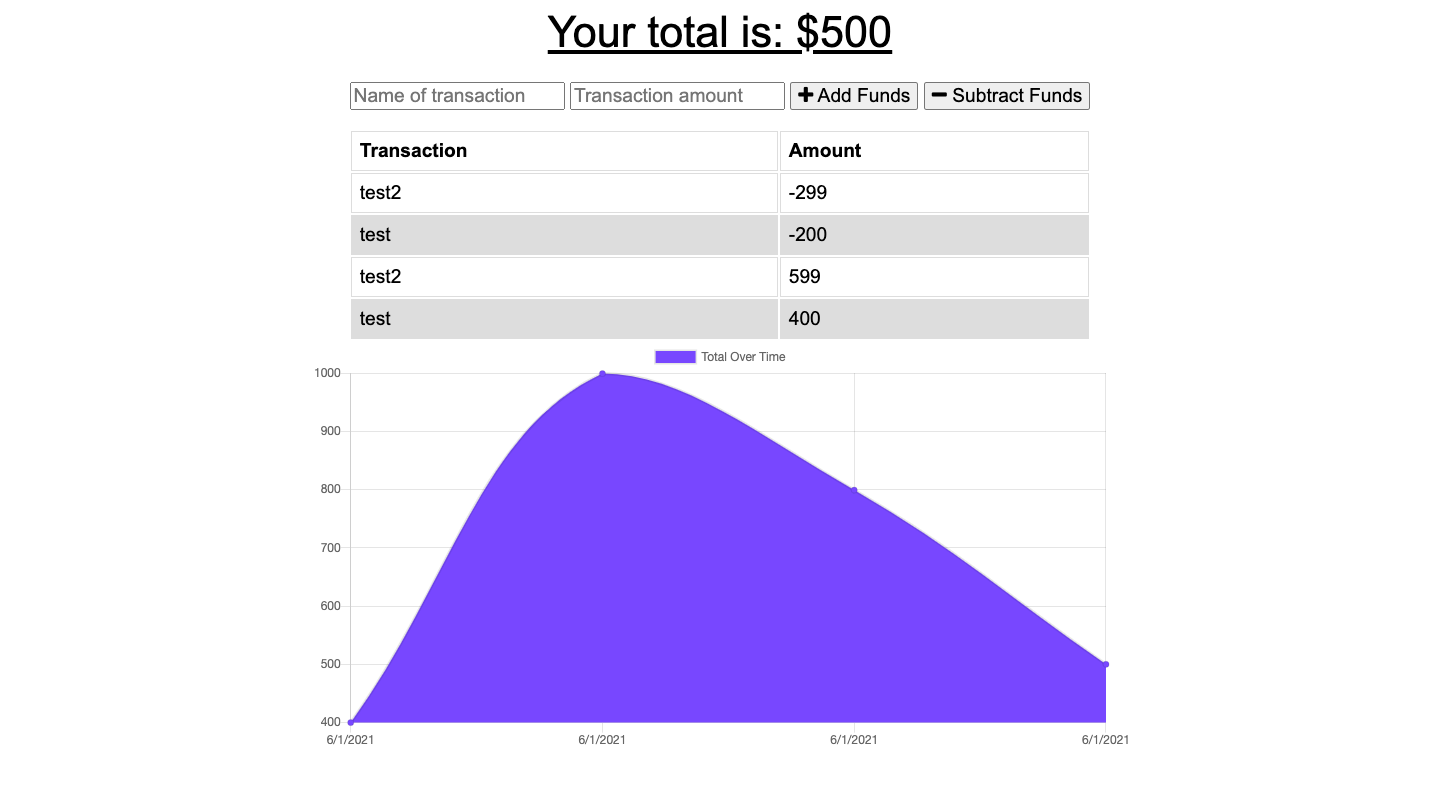 Your total is: $500
Name of transaction Transaction amount Add Funds Subtract Funds
Transaction Amount
test2 -299
test -200
test2 599
test 400
Total Over Time
1000
900
800
700
600
500
400
6/1/2021 6/1/2021 6/1/2021 6/1/2021